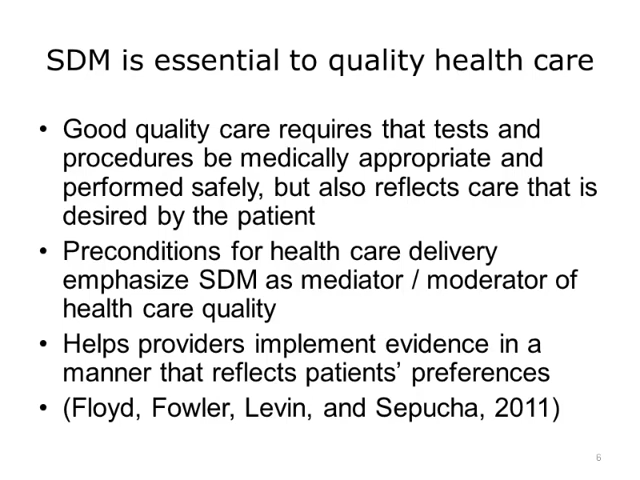 SDM is essential to quality health care
• Good quality care requires that tests and
procedures be medically appropriate and
performed safely, but also reflects care that is
desired by the patient
• Preconditions for health care delivery
emphasize SDM as mediator / moderator of
health care quality
• Helps providers implement evidence in a
manner that reflects patients’ preferences
• (Floyd, Fowler, Levin, and Sepucha, 2011)
6